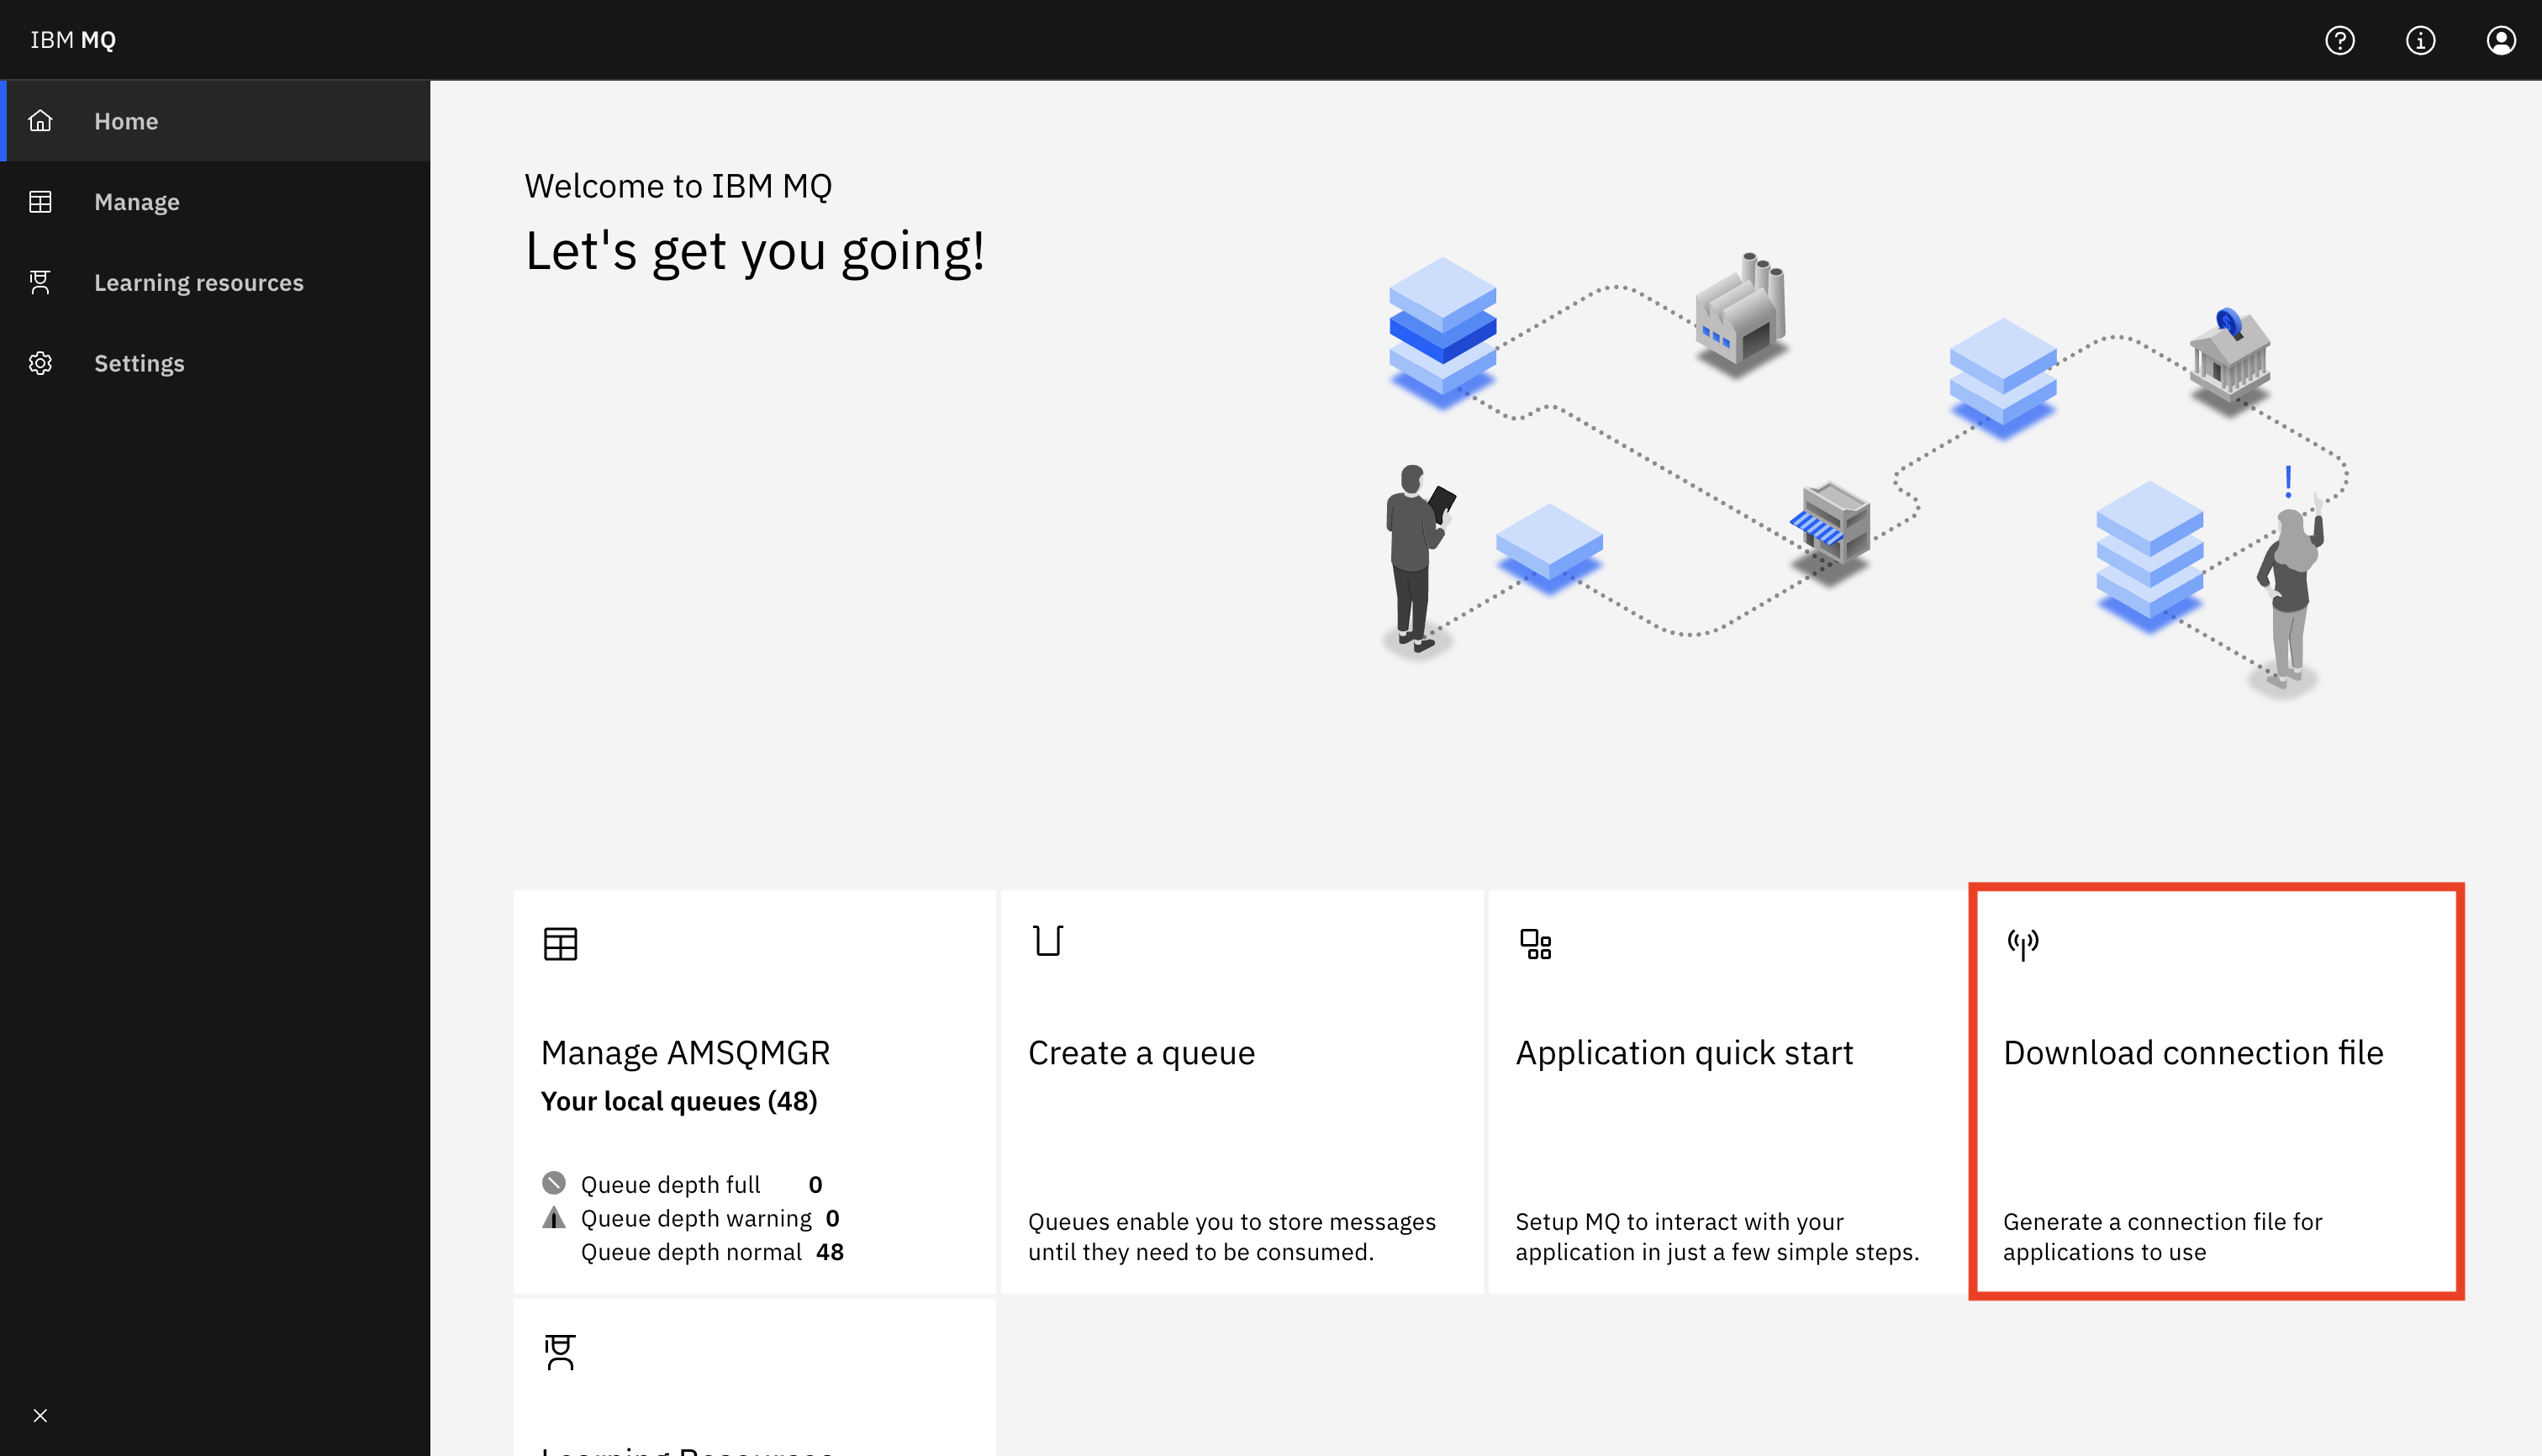 IBM MQ
Home
Manage
Learning resources
Settings
Welcome to IBM MQ
Let's get you going!
Manage AMSQMGR
Your local queues (48)
Queue depth full 0
Queue depth warning 0
Queue depth normal 48
Create a queue
Queues enable you to store messages
until they need to be consumed.
Application quick start
Setup MQ to interact with your
application in just a few simple steps.
Download connection file
Generate a connection file for
applications to use
Learning Resources